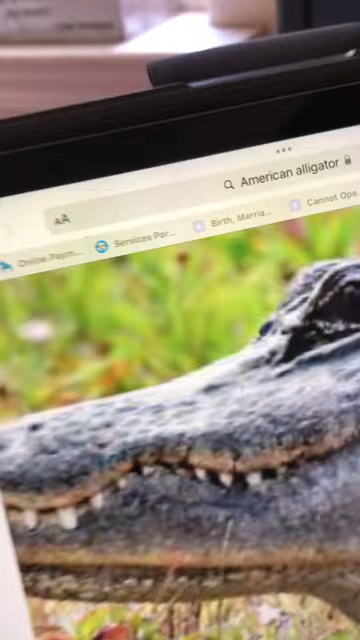 American alligator
AA
Online Paym...
Services Por...
Birth, Marria...
Cannot Ope...